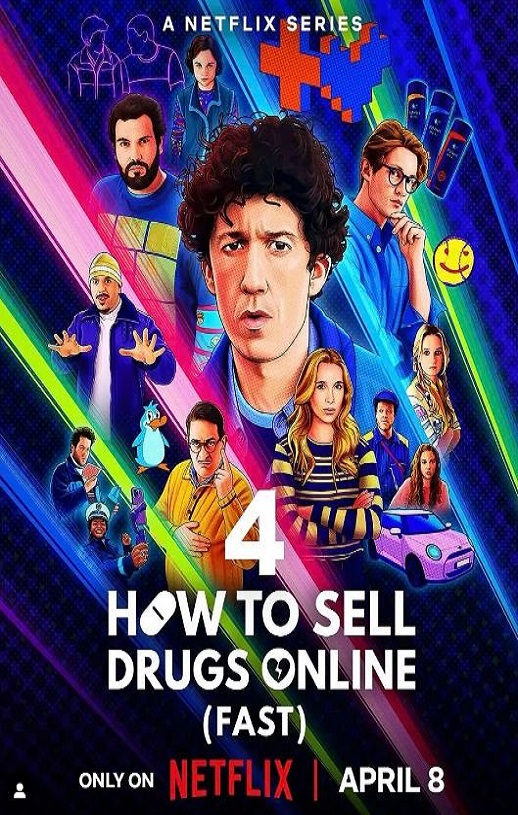 A NETFLIX SERIES
4
HOW TO SELL
DRUGS ONLINE
(FAST)
ONLY ON NETFLIX | APRIL 8